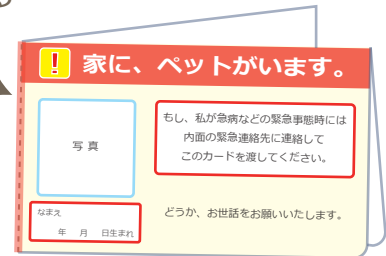 ! 家に、ペットがいます。
写真
もし、私が急病などの緊急事態時には
内面の緊急連絡先に連絡して
このカードを渡してください。
なまえ
年 月 日生まれ
どうか、お世話をお願いいたします。